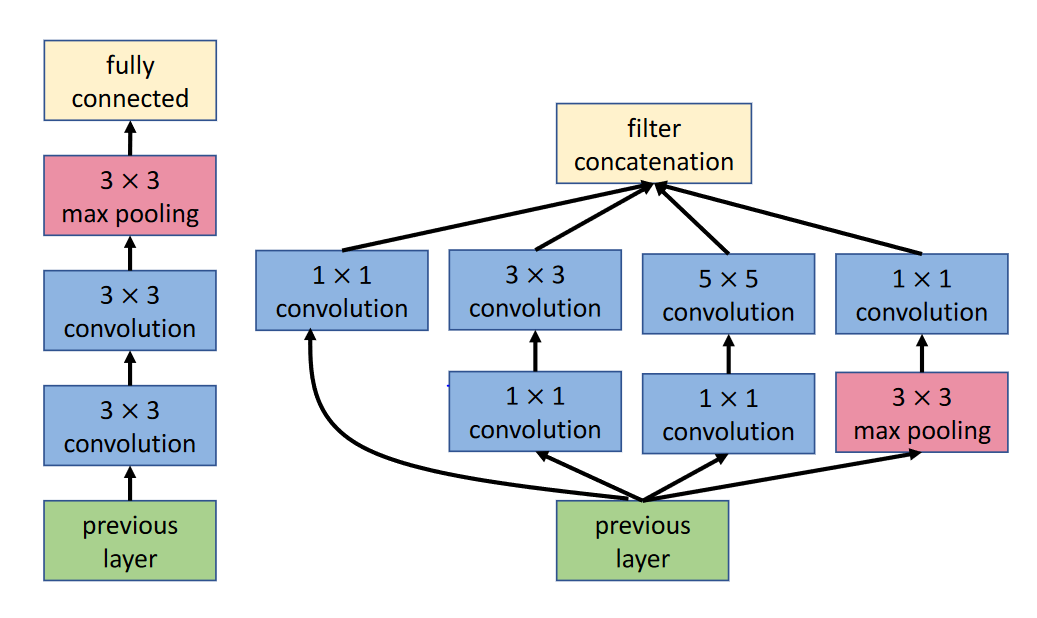 fully
connected
3 × 3
max pooling
3 × 3
convolution
3 × 3
convolution
previous
layer
filter
concatenation
1 × 1
convolution
3 × 3
convolution
5 × 5
convolution
1 × 1
convolution
1 × 1
convolution
1 × 1
convolution
3 × 3
max pooling
previous
layer